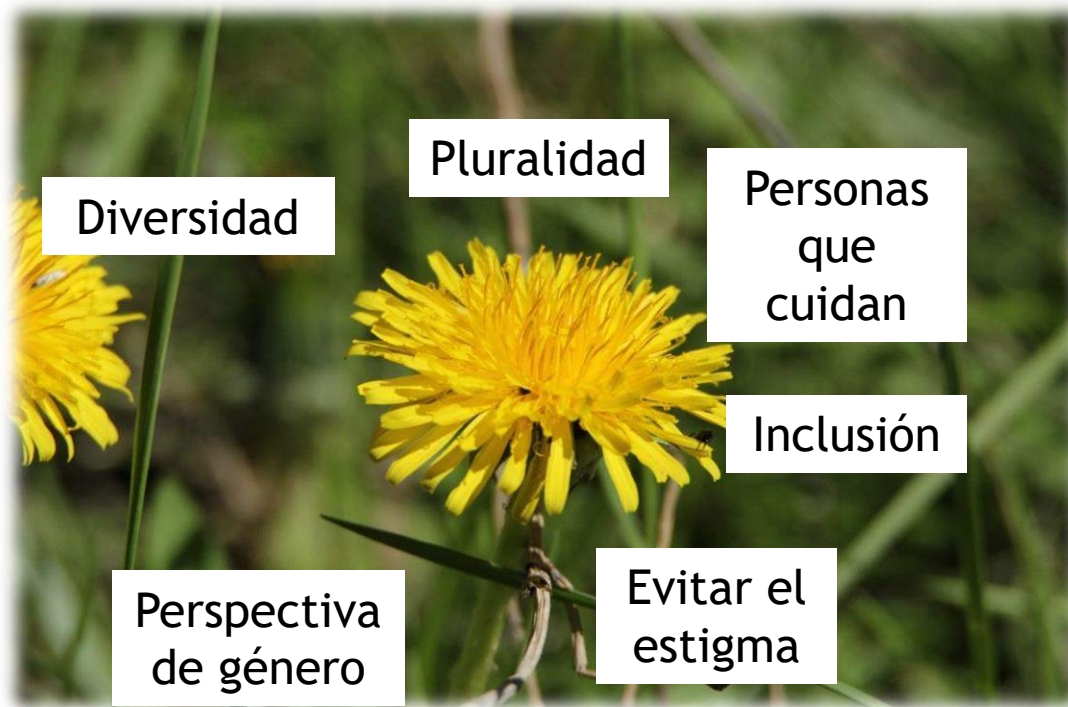 Pluralidad
Diversidad
Personas
que
cuidan
Inclusión
Perspectiva
de género
Evitar el
estigma